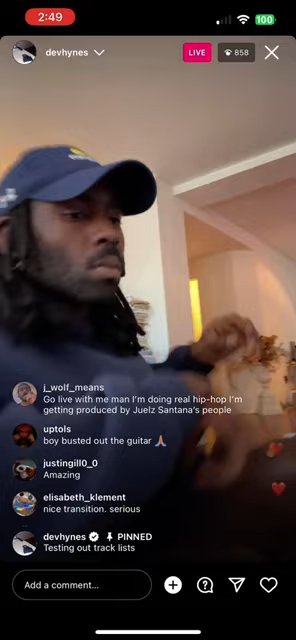 2:49
100
devhynes
LIVE
858
j_wolf_means
Go live with me man I'm doing real hip-hop I'm
getting produced by Juelz Santana's people
uptols
boy busted out the guitar 🙏
justingill0_0
Amazing
elisabeth_klement
nice transition. serious
devhynes PINNED
Testing out track lists
Add a comment...